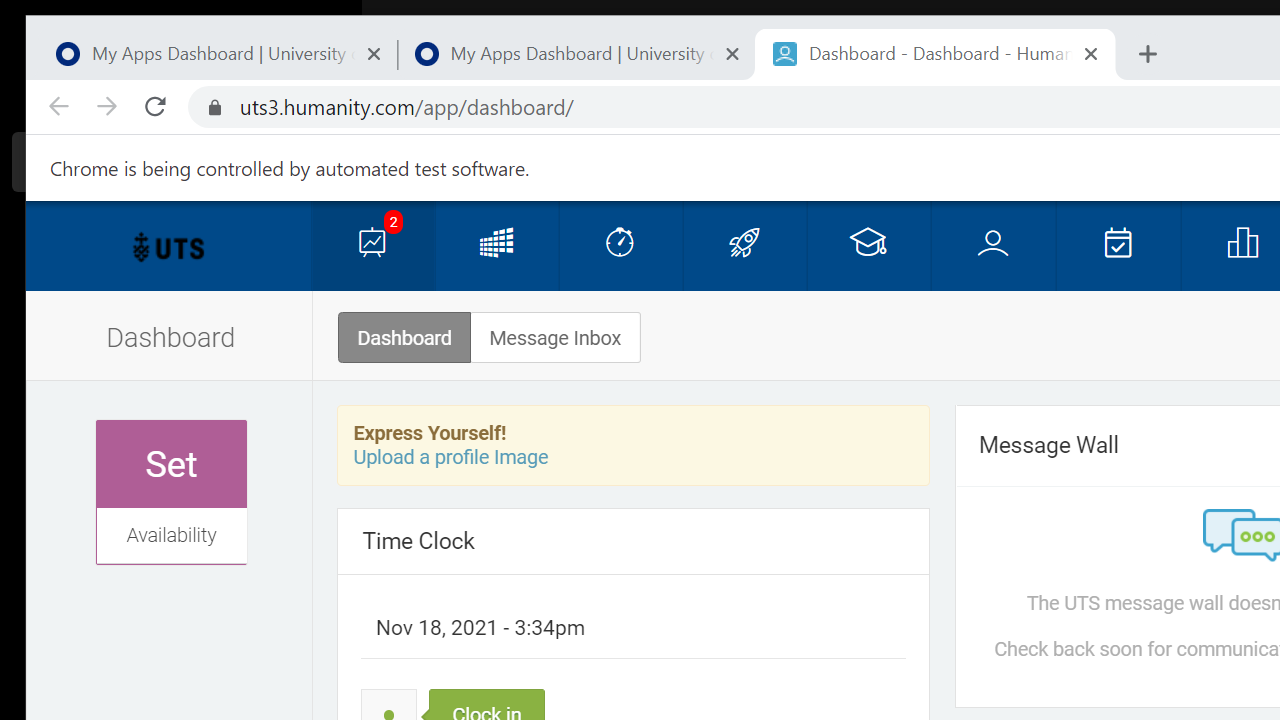 My Apps Dashboard | University
My Apps Dashboard | University
Dashboard - Dashboard - Human
uts3.humanity.com/app/dashboard/
Chrome is being controlled by automated test software.
UTS
2
Dashboard
Dashboard
Message Inbox
Set
Availability
Express Yourself!
Upload a profile Image
Message Wall
Time Clock
The UTS message wall doesn
Check back soon for communica
Nov 18, 2021 - 3:34pm
Clock in